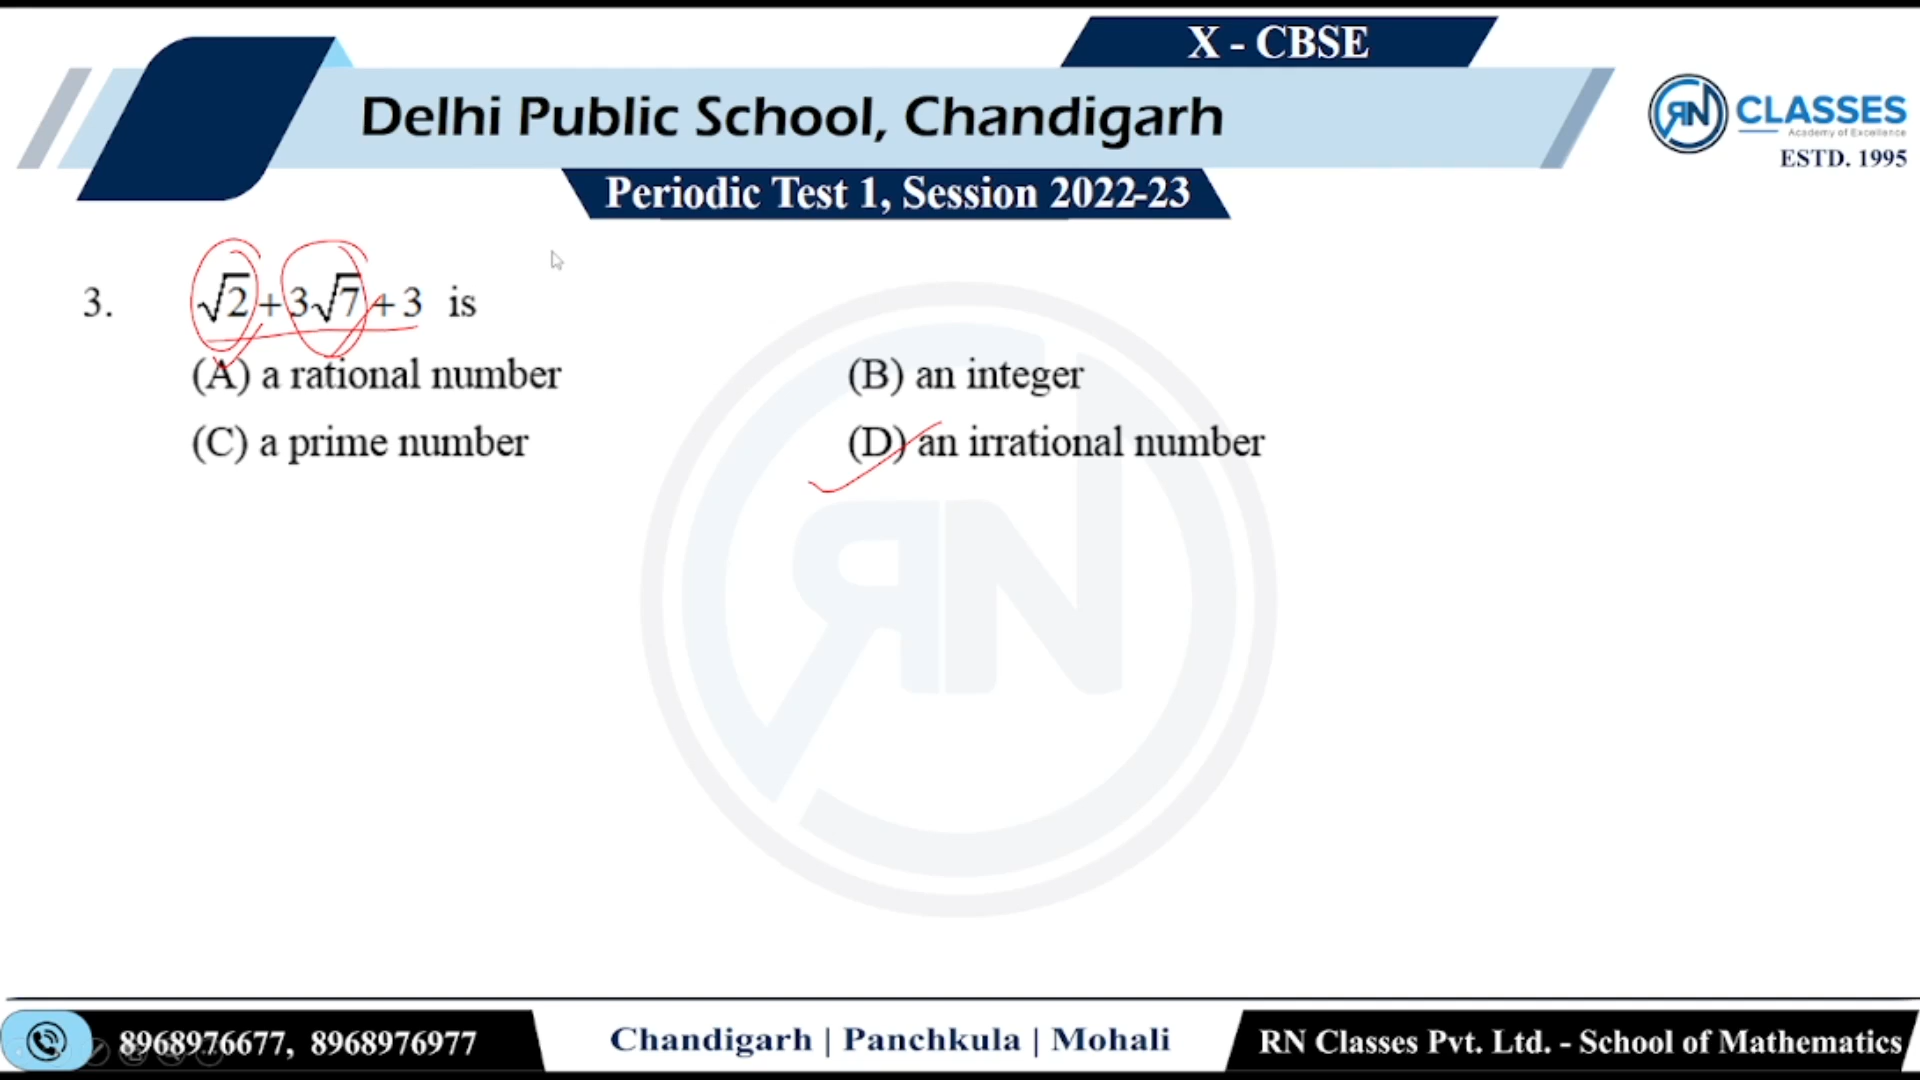 X - CBSE
Delhi Public School, Chandigarh
RN CLASSES
Academy of Excellence
ESTD. 1995
Periodic Test 1, Session 2022-23
3. √2+3√7+3 is
(A) a rational number (B) an integer
(C) a prime number (D) an irrational number
RN
8968976677, 8968976977 Chandigarh | Panchkula | Mohali RN Classes Pvt. Ltd. - School of Mathematics